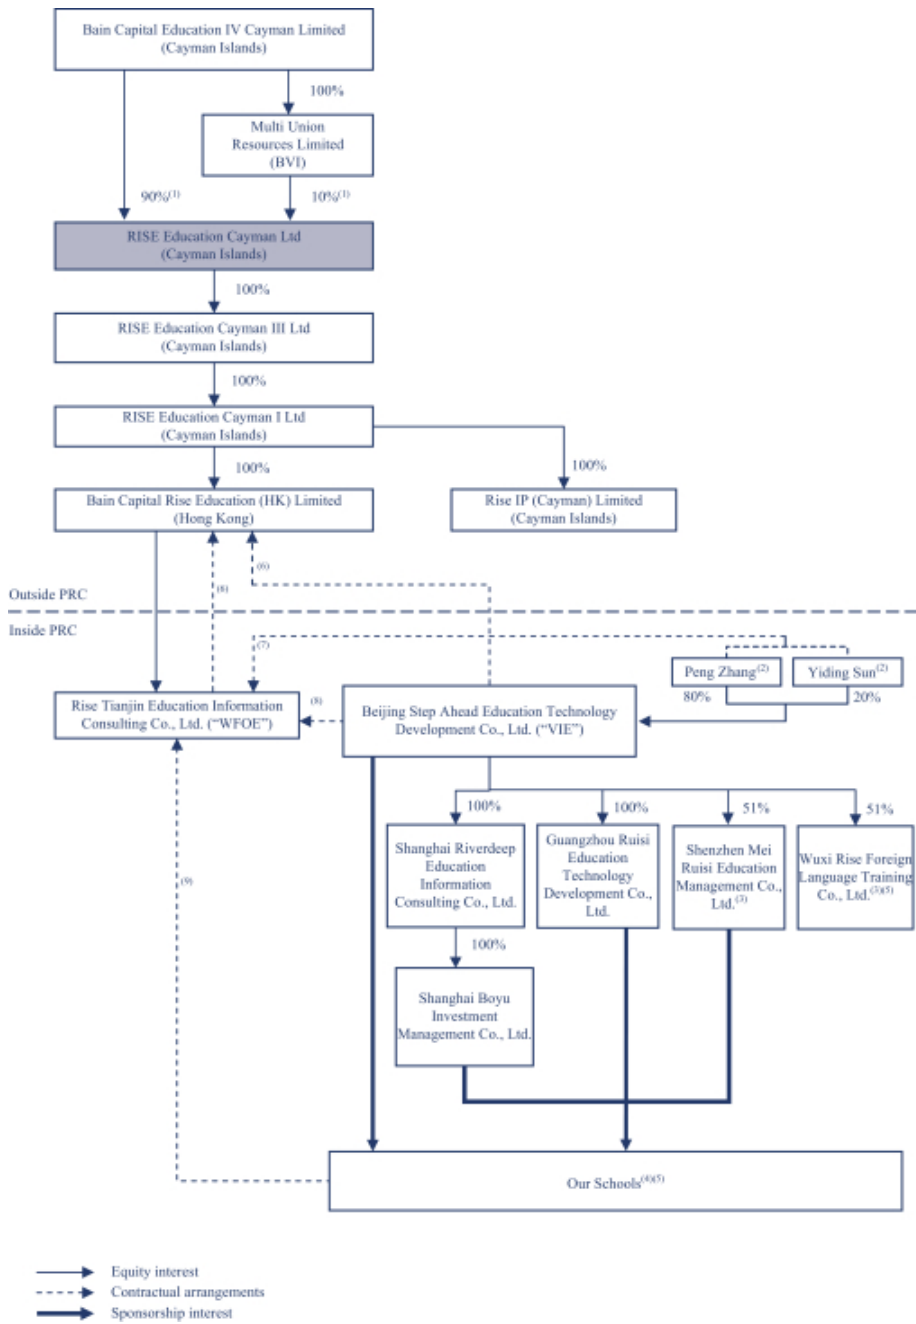 Bain Capital Education IV Cayman Limited
(Cayman Islands)
100%
Multi Union
Resources Limited
(BVI)
90%(1)
10%(1)
RISE Education Cayman Ltd
(Cayman Islands)
100%
RISE Education Cayman III Ltd
(Cayman Islands)
100%
RISE Education Cayman I Ltd
(Cayman Islands)
100%
100%
Bain Capital Rise Education (HK) Limited
(Hong Kong)
Rise IP (Cayman) Limited
(Cayman Islands)
(6)
Outside PRC
Inside PRC
(7)
Peng Zhang(2)
Yiding Sun(2)
80%
20%
Rise Tianjin Education Information
Consulting Co., Ltd. (“WFOE”)
(8)
Beijing Step Ahead Education Technology
Development Co., Ltd. (“VIE”)
100%
100%
51%
51%
Shanghai Riverdeep
Education
Information
Consulting Co., Ltd.
Guangzhou Ruisi
Education
Technology
Development Co.,
Ltd.
Shenzhen Mei
Ruisi Education
Management Co.,
Ltd.(3)
Wuxi Rise Foreign
Language Training
Co., Ltd.(3)(5)
(9)
100%
Shanghai Boyu
Investment
Management Co., Ltd.
Our Schools(4)(5)
Equity interest
Contractual arrangements
Sponsorship interest